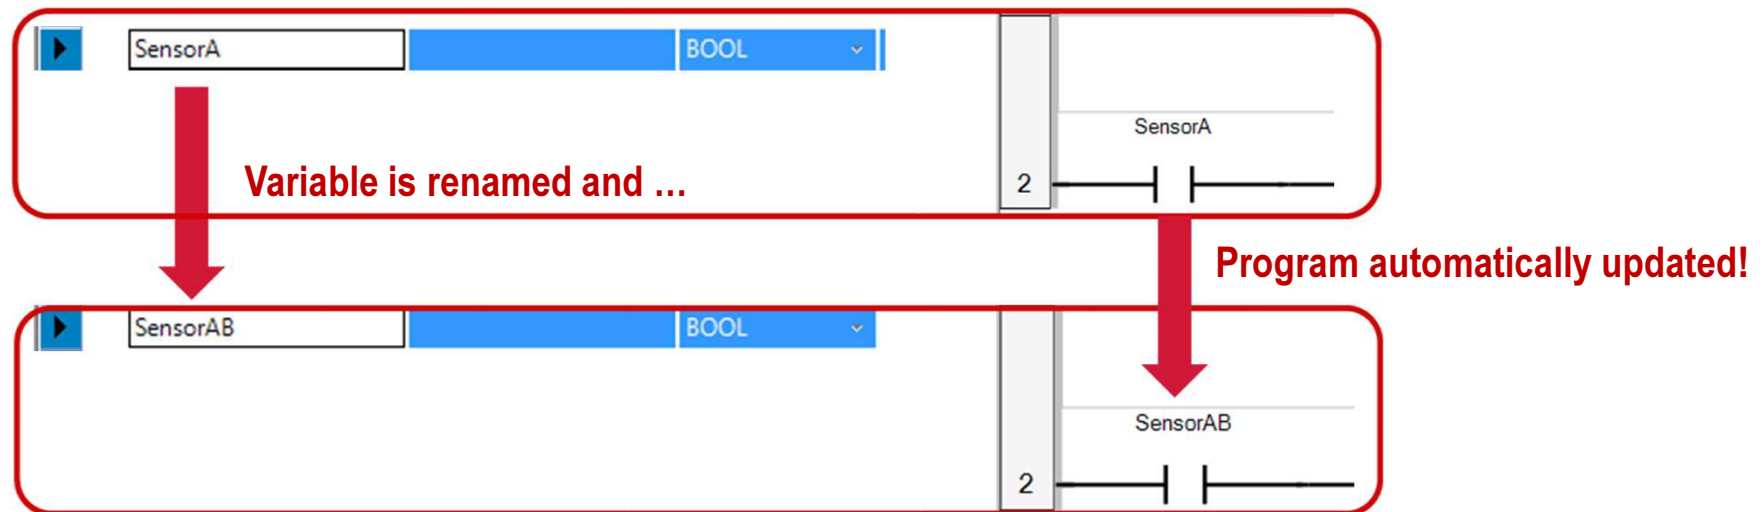 SensorA BOOL
SensorA
Variable is renamed and …
2
Program automatically updated!
SensorAB BOOL
SensorAB
2